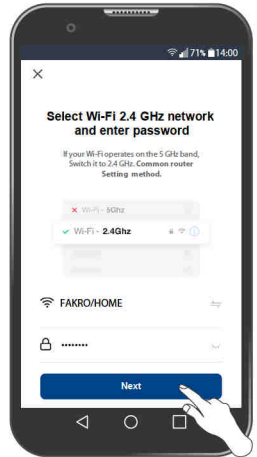 71% 14:00
Select Wi-Fi 2.4 GHz network
and enter password
If your Wi-Fi operates on the 5 GHz band,
Switch it to 2.4 GHz. Common router
Setting method.
Wi-Fi - 5Ghz
Wi-Fi - 2.4Ghz
FAKRO/HOME
••••••••
Next